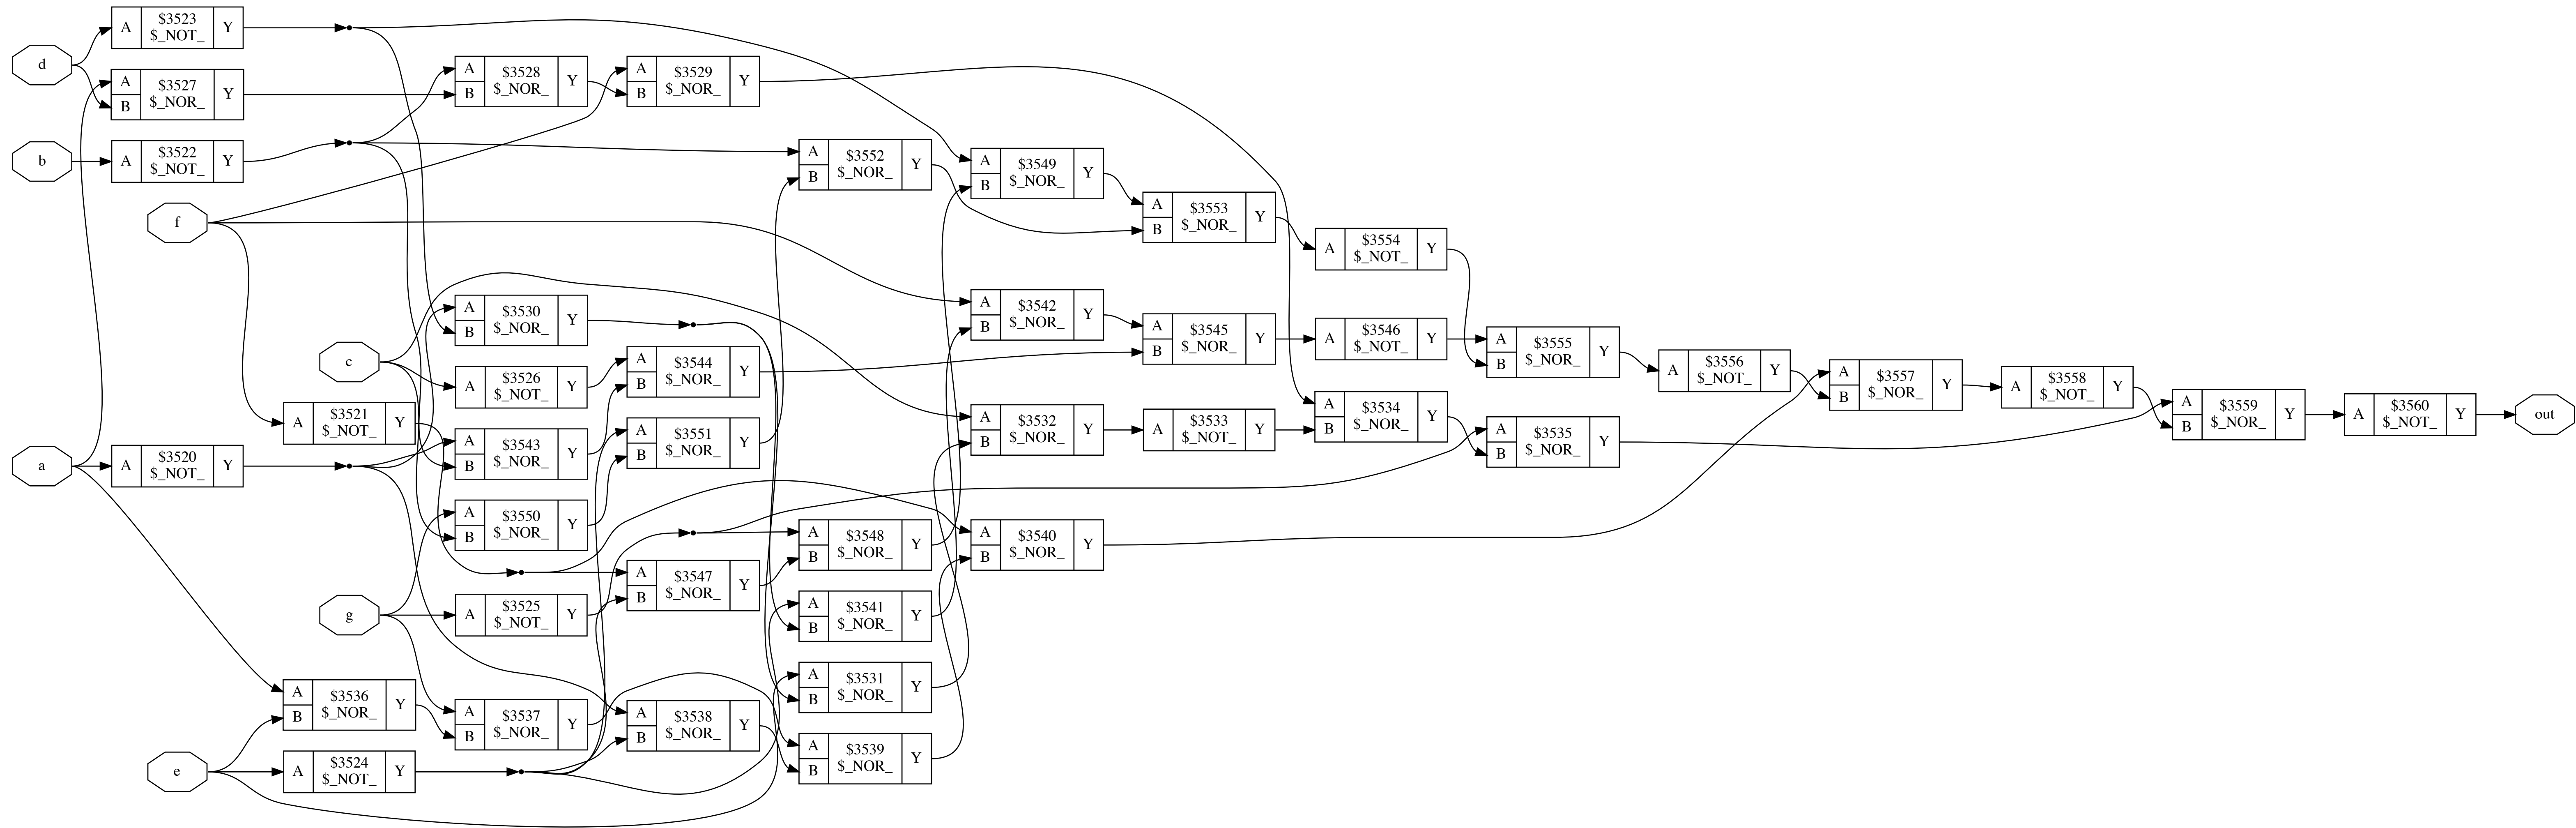 d
b
f
c
a
g
e
A $3523 $_NOT_ Y
A B $3527 $_NOR_ Y
A $3522 $_NOT_ Y
A $3520 $_NOT_ Y
A $3521 $_NOT_ Y
A B $3536 $_NOR_ Y
A $3524 $_NOT_ Y
A B $3528 $_NOR_ Y
A B $3530 $_NOR_ Y
A $3526 $_NOT_ Y
A B $3543 $_NOR_ Y
A B $3550 $_NOR_ Y
A $3525 $_NOT_ Y
A B $3537 $_NOR_ Y
A B $3529 $_NOR_ Y
A B $3544 $_NOR_ Y
A B $3551 $_NOR_ Y
A B $3547 $_NOR_ Y
A B $3538 $_NOR_ Y
A B $3552 $_NOR_ Y
A B $3548 $_NOR_ Y
A B $3541 $_NOR_ Y
A B $3531 $_NOR_ Y
A B $3539 $_NOR_ Y
A B $3549 $_NOR_ Y
A B $3542 $_NOR_ Y
A B $3532 $_NOR_ Y
A B $3540 $_NOR_ Y
A B $3553 $_NOR_ Y
A B $3545 $_NOR_ Y
A $3533 $_NOT_ Y
A $3554 $_NOT_ Y
A $3546 $_NOT_ Y
A B $3534 $_NOR_ Y
A B $3555 $_NOR_ Y
A B $3535 $_NOR_ Y
A $3556 $_NOT_ Y
A B $3557 $_NOR_ Y
A $3558 $_NOT_ Y
A B $3559 $_NOR_ Y
A $3560 $_NOT_ Y
out